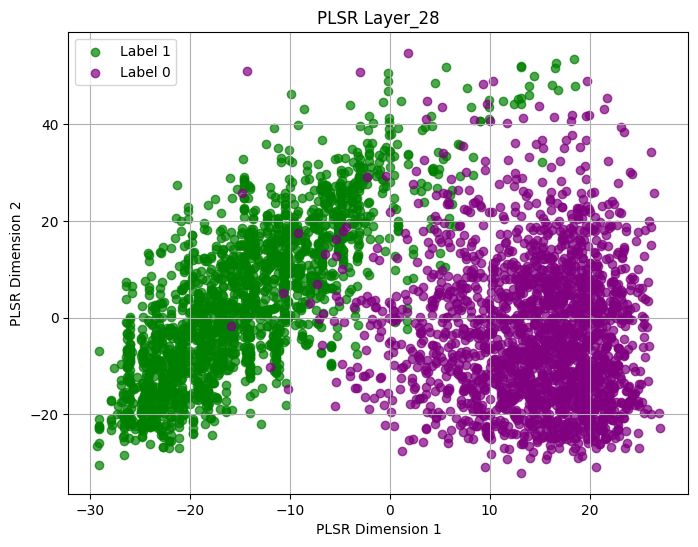 PLSR Layer_28
Label 1
Label 0
40
20
0
−20
−30
−20
−10
0
10
20
PLSR Dimension 1
PLSR Dimension 2